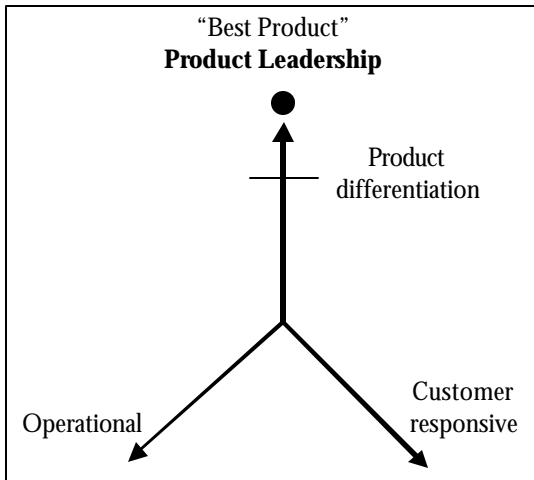 “Best Product”
Product Leadership
Product
differentiation
Operational
Customer
responsive